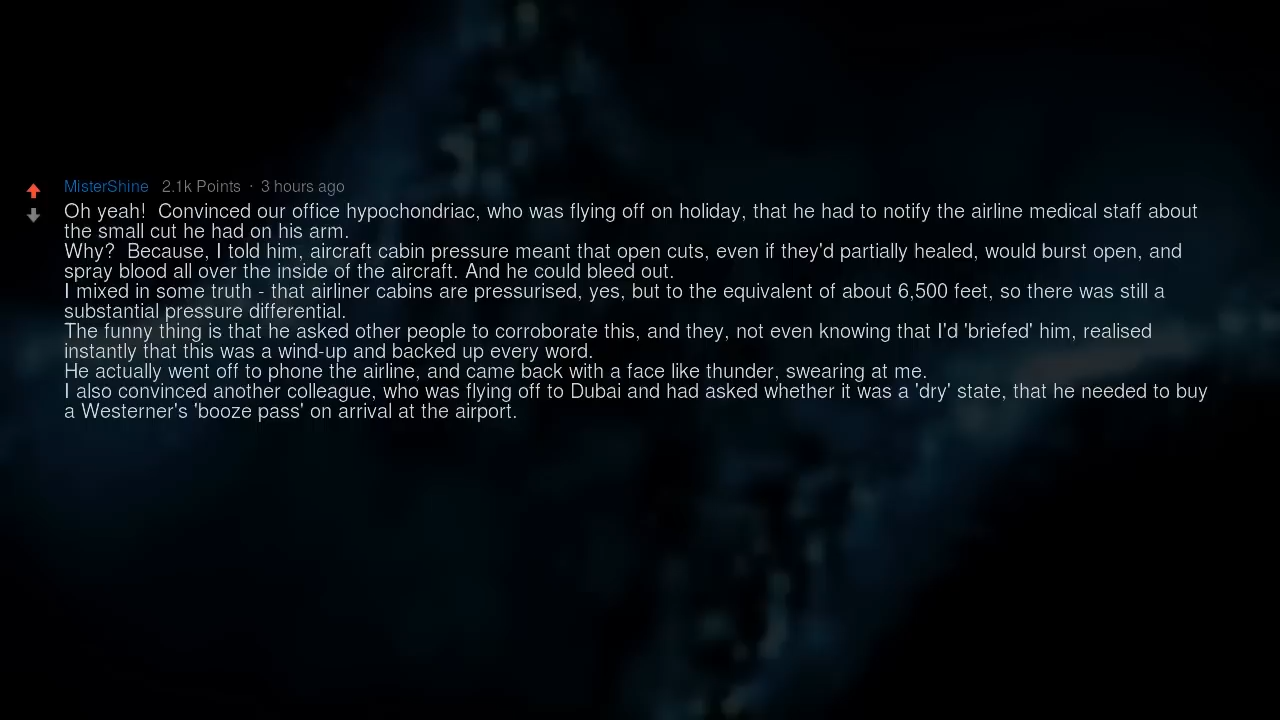 MisterShine 2.1k Points · 3 hours ago
Oh yeah!  Convinced our office hypochondriac, who was flying off on holiday, that he had to notify the airline medical staff about
the small cut he had on his arm.
Why?  Because, I told him, aircraft cabin pressure meant that open cuts, even if they'd partially healed, would burst open, and
spray blood all over the inside of the aircraft. And he could bleed out.
I mixed in some truth - that airliner cabins are pressurised, yes, but to the equivalent of about 6,500 feet, so there was still a
substantial pressure differential.
The funny thing is that he asked other people to corroborate this, and they, not even knowing that I'd 'briefed' him, realised
instantly that this was a wind-up and backed up every word.
He actually went off to phone the airline, and came back with a face like thunder, swearing at me.
I also convinced another colleague, who was flying off to Dubai and had asked whether it was a 'dry' state, that he needed to buy
a Westerner's 'booze pass' on arrival at the airport.